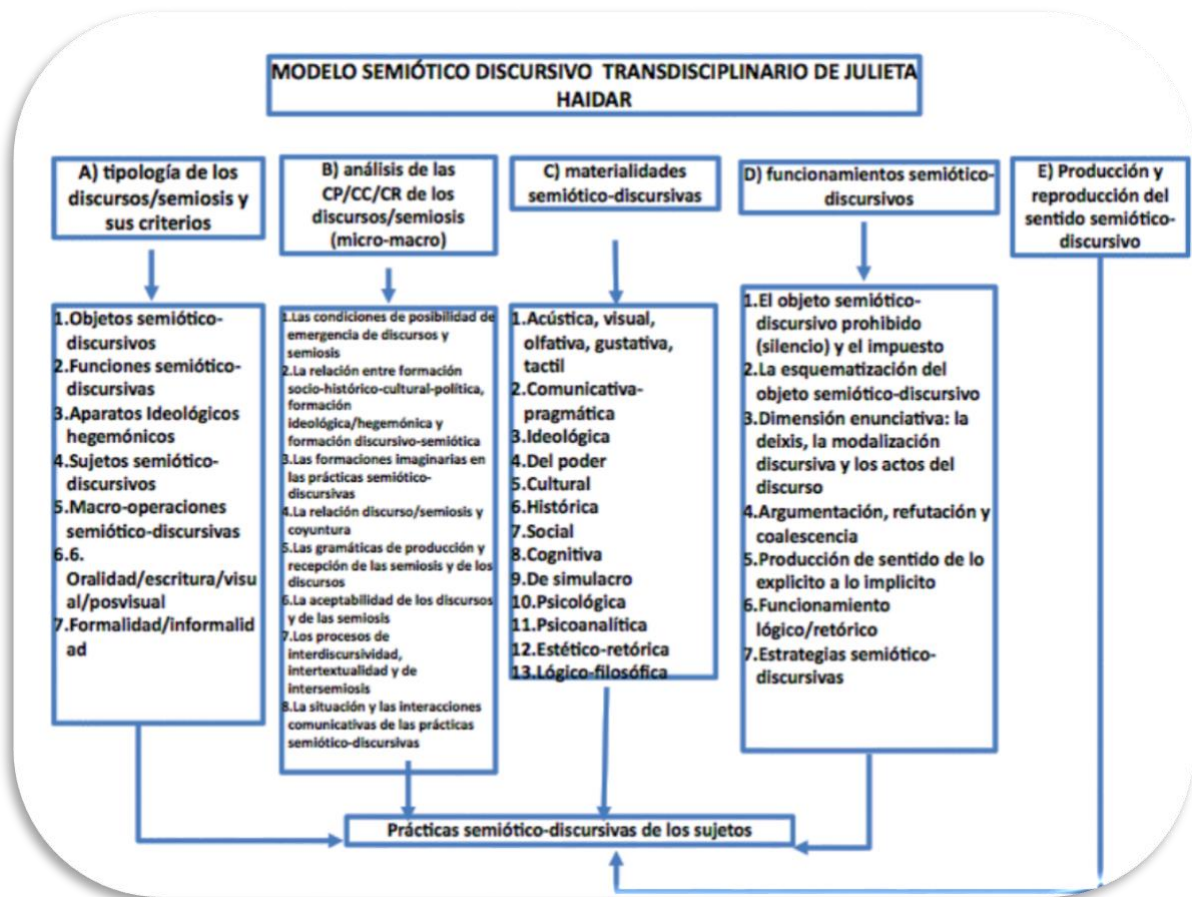 MODELO SEMIÓTICO DISCURSIVO TRANSDISCIPLINARIO DE JULIETA
HAIDAR
A) tipología de los
discursos/semiosis y
sus criterios
1.Objetos semiótico-
discursivos
2.Funciones semiótico-
discursivas
3.Aparatos Ideológicos
hegemónicos
4.Sujetos semiótico-
discursivos
5.Macro-operaciones
semiótico-discursivas
6.6.
Oralidad/escritura/visu
al/posvisual
7.Formalidad/informalid
ad
B) análisis de las
CP/CC/CR de los
discursos/semiosis
(micro-macro)
1.Las condiciones de posibilidad de
emergencia de discursos y
semiosis
2.La relación entre formación
socio-histórico-cultural-política,
formación
ideológica/hegemónica y
formación discursivo-semiótica
3.Las formaciones imaginarias en
las prácticas semiótico-
discursivas
4.La relación discurso/semiosis y
coyuntura
5.Las gramáticas de producción y
recepción de las semiosis y de los
discursos
6.La aceptabilidad de los discursos
y de las semiosis
7.Los procesos de
interdiscursividad,
intertextualidad y de
intersemiosis
8.La situación y las interacciones
comunicativas de las prácticas
semiótico-discursivas
C) materialidades
semiótico-discursivas
1.Acústica, visual,
olfativa, gustativa,
tactil
2.Comunicativa-
pragmática
3.Ideológica
4.Del poder
5.Cultural
6.Histórica
7.Social
8.Cognitiva
9.De simulacro
10.Psicológica
11.Psicoanalítica
12.Estético-retórica
13.Lógico-filosófica
D) funcionamientos semiótico-
discursivos
1.El objeto semiótico-
discursivo prohibido
(silencio) y el impuesto
2.La esquematización del
objeto semiótico-discursivo
3.Dimensión enunciativa: la
deixis, la modalización
discursiva y los actos del
discurso
4.Argumentación, refutación y
coalescencia
5.Producción de sentido de lo
explicito a lo implicito
6.Funcionamiento
lógico/retórico
7.Estrategias semiótico-
discursivas
E) Producción y
reproducción del
sentido semiótico-
discursivo
Prácticas semiótico-discursivas de los sujetos